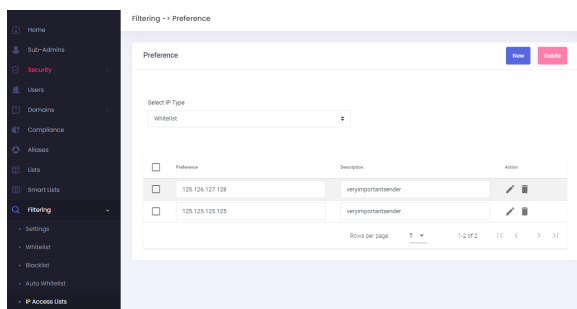 Filtering -> Preference
Home
Sub-Admins
Security
Users
Domains
Compliance
Aliases
Lists
Smart Lists
Filtering
Settings
Whitelist
Blacklist
Auto Whitelist
IP Access Lists
Preference
New
Delete
Select IP Type
Whitelist
Preference Description Action
125.126.127.128 veryimportantsender
125.125.125.125 veryimportantsender
Rows per page: 5 1-2 of 2